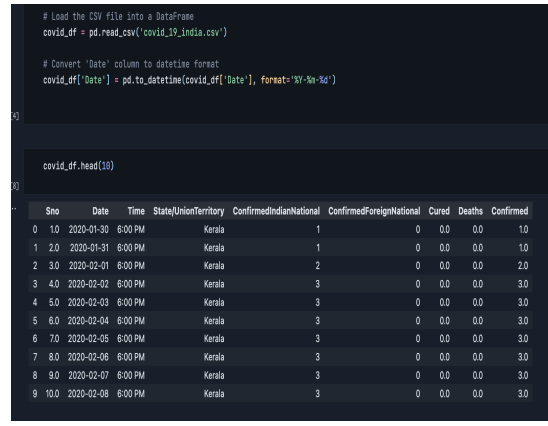 # Load the CSV file into a DataFrame
covid_df = pd.read_csv('covid_19_india.csv')
# Convert 'Date' column to datetime format
covid_df['Date'] = pd.to_datetime(covid_df['Date'], format='%Y-%m-%d')
[4]
covid_df.head(10)
[8]
..
Sno Date Time State/UnionTerritory ConfirmedIndianNational ConfirmedForeignNational Cured Deaths Confirmed
0 1.0 2020-01-30 6:00 PM Kerala 1 0 0.0 0.0 1.0
1 2.0 2020-01-31 6:00 PM Kerala 1 0 0.0 0.0 1.0
2 3.0 2020-02-01 6:00 PM Kerala 2 0 0.0 0.0 2.0
3 4.0 2020-02-02 6:00 PM Kerala 3 0 0.0 0.0 3.0
4 5.0 2020-02-03 6:00 PM Kerala 3 0 0.0 0.0 3.0
5 6.0 2020-02-04 6:00 PM Kerala 3 0 0.0 0.0 3.0
6 7.0 2020-02-05 6:00 PM Kerala 3 0 0.0 0.0 3.0
7 8.0 2020-02-06 6:00 PM Kerala 3 0 0.0 0.0 3.0
8 9.0 2020-02-07 6:00 PM Kerala 3 0 0.0 0.0 3.0
9 10.0 2020-02-08 6:00 PM Kerala 3 0 0.0 0.0 3.0